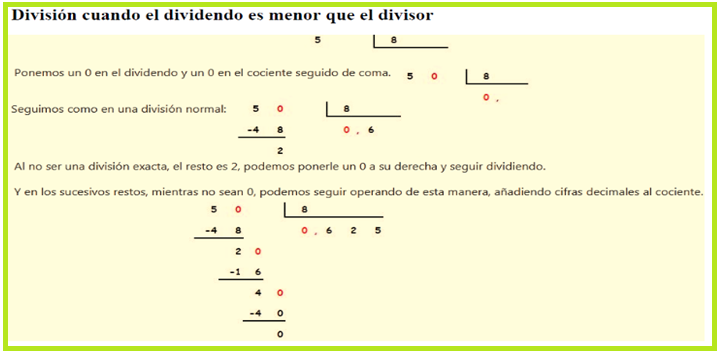 División cuando el dividendo es menor que el divisor
5 8
Ponemos un 0 en el dividendo y un 0 en el cociente seguido de coma. 5 0 8
0 ,
Seguimos como en una división normal: 5 0 8
-4 8 0 , 6
2
Al no ser una división exacta, el resto es 2, podemos ponerle un 0 a su derecha y seguir dividiendo.
Y en los sucesivos restos, mientras no sean 0, podemos seguir operando de esta manera, añadiendo cifras decimales al cociente.
5 0 8
-4 8 0 , 6 2 5
2 0
-1 6
4 0
-4 0
0